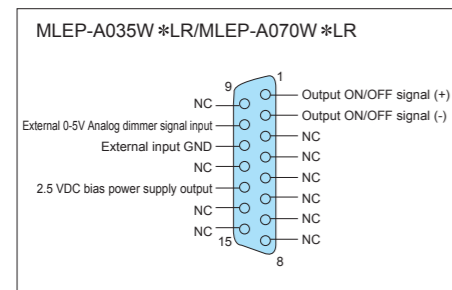 MLEP-A035W *LR/MLEP-A070W *LR
1
9
Output ON/OFF signal (+)
NC
Output ON/OFF signal (-)
External 0-5V Analog dimmer signal input
NC
External input GND
NC
NC
NC
2.5 VDC bias power supply output
NC
NC
NC
NC
NC
15
8